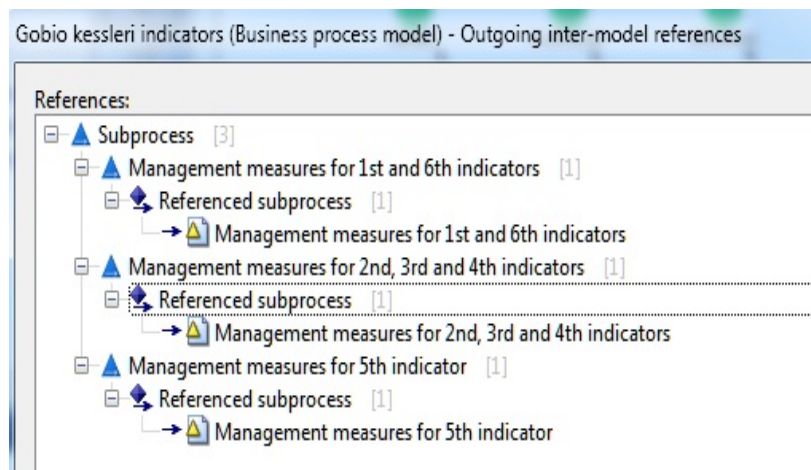 Gobio kessleri indicators (Business process model) - Outgoing inter-model references
References:
Subprocess [3]
Management measures for 1st and 6th indicators [1]
Referenced subprocess [1]
Management measures for 1st and 6th indicators
Management measures for 2nd, 3rd and 4th indicators [1]
Referenced subprocess [1]
Management measures for 2nd, 3rd and 4th indicators
Management measures for 5th indicator [1]
Referenced subprocess [1]
Management measures for 5th indicator